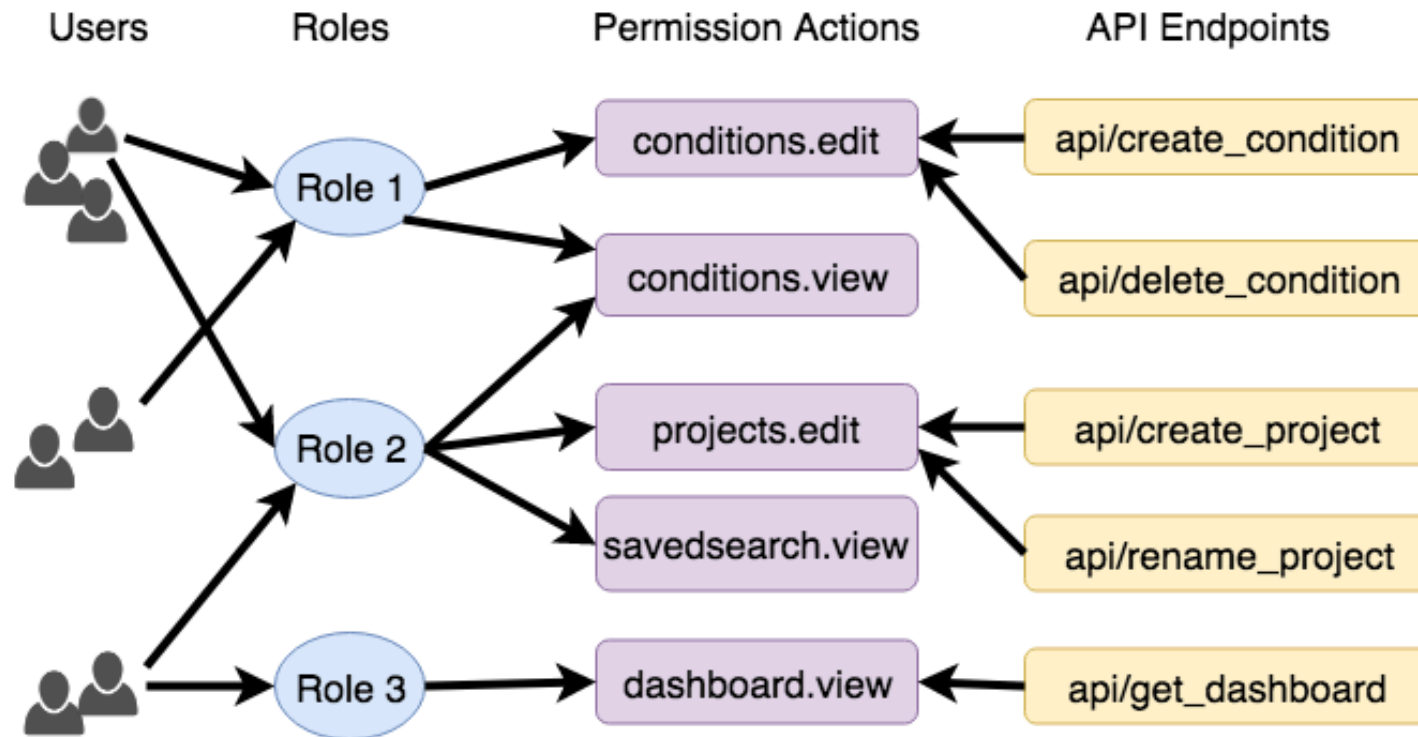 Users Roles Permission Actions API Endpoints
Role 1 conditions.edit api/create_condition
conditions.view api/delete_condition
Role 2 projects.edit api/create_project
savedsearch.view api/rename_project
Role 3 dashboard.view api/get_dashboard